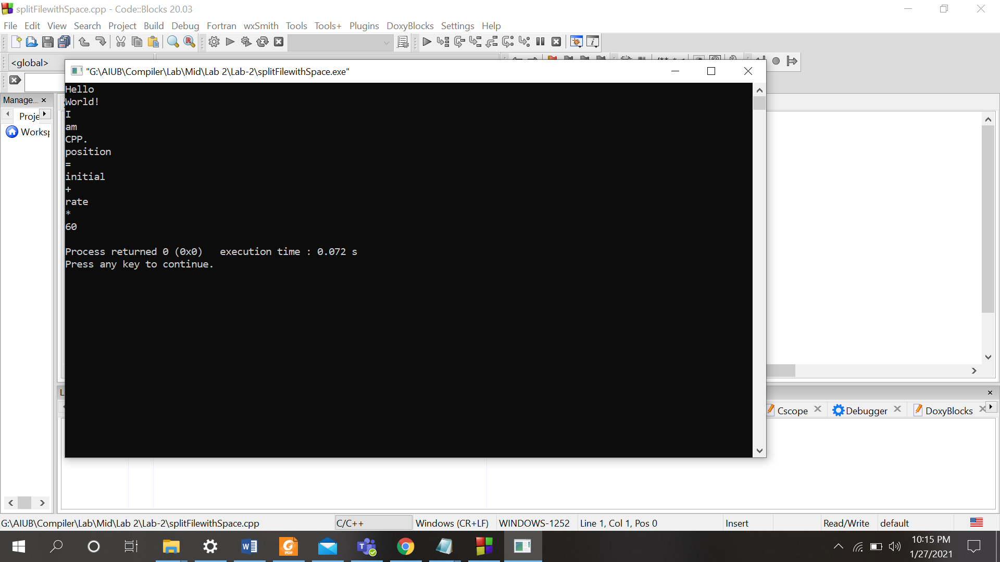 splitFilewithSpace.cpp - Code::Blocks 20.03
File Edit View Search Project Build Debug Fortran wxSmith Tools Tools+ Plugins DoxyBlocks Settings Help
<global>
"G:\AIUB\Compiler\Lab\Mid\Lab 2\Lab-2\splitFilewithSpace.exe"
Manage...
Proje
Worksp
Hello
World!
I
am
CPP.
position
=
initial
+
rate
*
60
Process returned 0 (0x0)   execution time : 0.072 s
Press any key to continue.
L
Cscope Debugger DoxyBlocks
G:\AIUB\Compiler\Lab\Mid\Lab 2\Lab-2\splitFilewithSpace.cpp C/C++ Windows (CR+LF) WINDOWS-1252 Line 1, Col 1, Pos 0 Insert Read/Write default
10:15 PM
1/27/2021